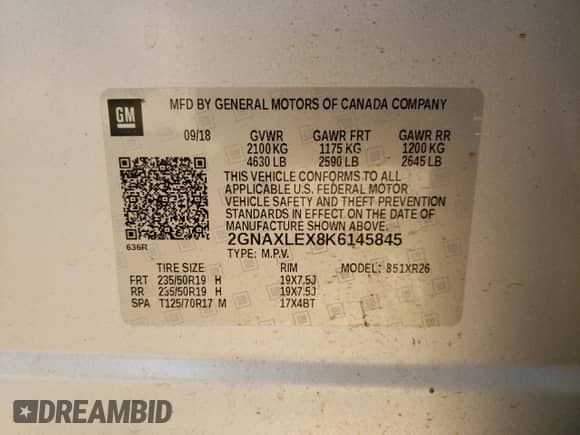 GM
MFD BY GENERAL MOTORS OF CANADA COMPANY
09/18 GVWR GAWR FRT GAWR RR
2100 KG 1175 KG 1200 KG
4630 LB 2590 LB 2645 LB
THIS VEHICLE CONFORMS TO ALL
APPLICABLE U.S. FEDERAL MOTOR
VEHICLE SAFETY AND THEFT PREVENTION
STANDARDS IN EFFECT ON THE DATE OF
MANUFACTURE SHOWN ABOVE.
636R
2GNAXLEX8K6145845
TYPE: M.P.V.
TIRE SIZE RIM MODEL: 851XR26
FRT 235/50R19 H 19X7.5J
RR 235/50R19 H 19X7.5J
SPA T125/70R17 M 17X4BT
DREAMBID